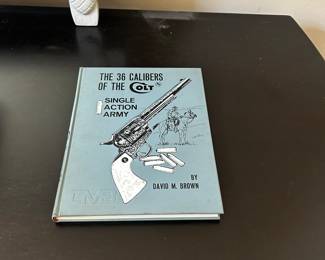 THE 36 CALIBERS
OF THE COLT
SINGLE
ACTION
ARMY
BY
DAVID M. BROWN